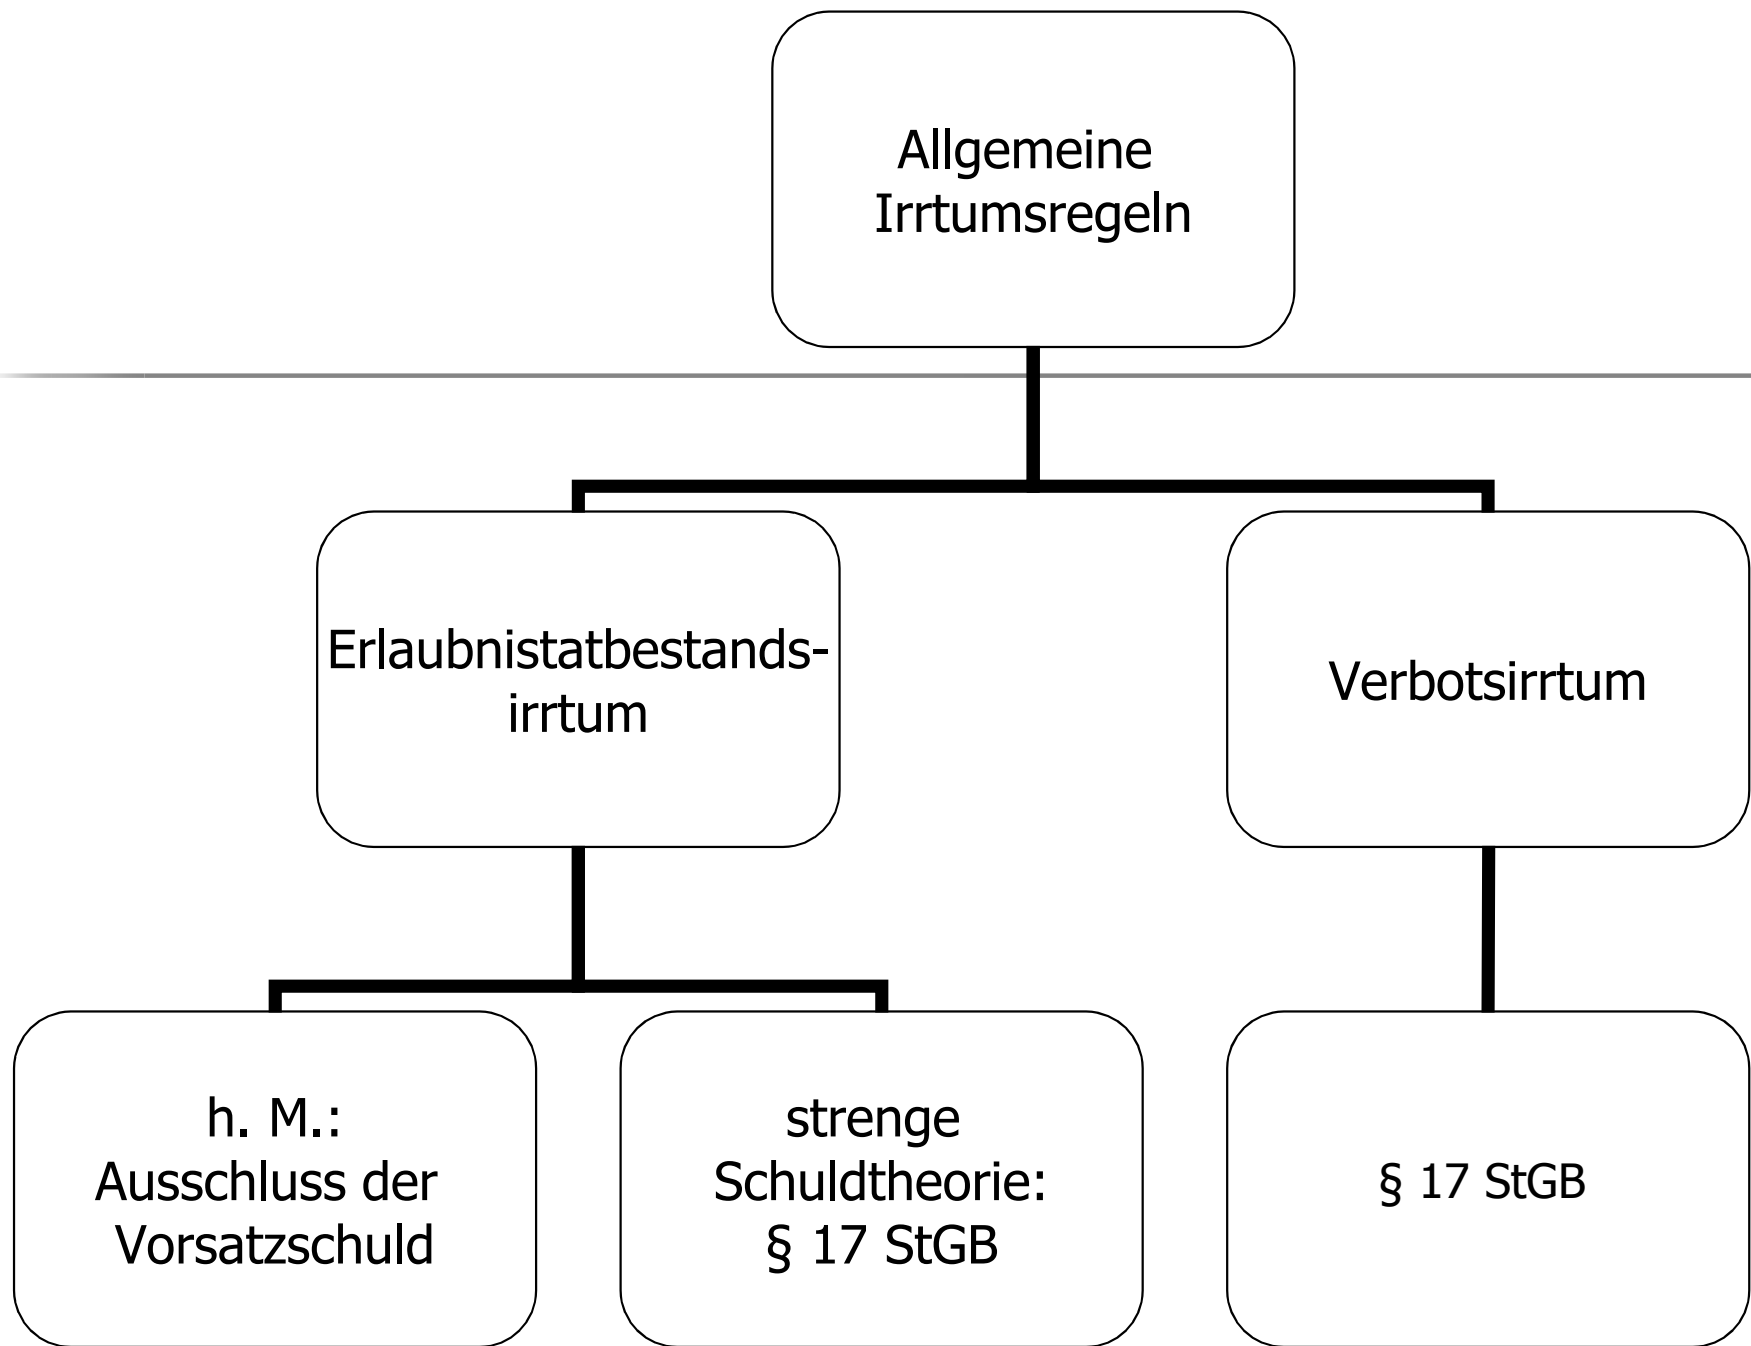 Allgemeine
Irrtumsregeln
Erlaubnistatbestands-
irrtum
Verbotsirrtum
h. M.:
Ausschluss der
Vorsatzschuld
strenge
Schuldtheorie:
§ 17 StGB
§ 17 StGB